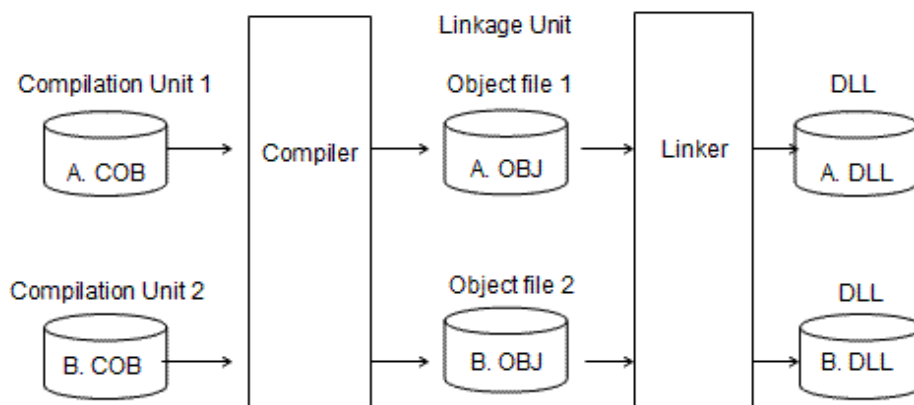 Linkage Unit
Compilation Unit 1
Object file 1
DLL
A. COB
Compiler
A. OBJ
Linker
A. DLL
Compilation Unit 2
Object file 2
DLL
B. COB
B. OBJ
B. DLL